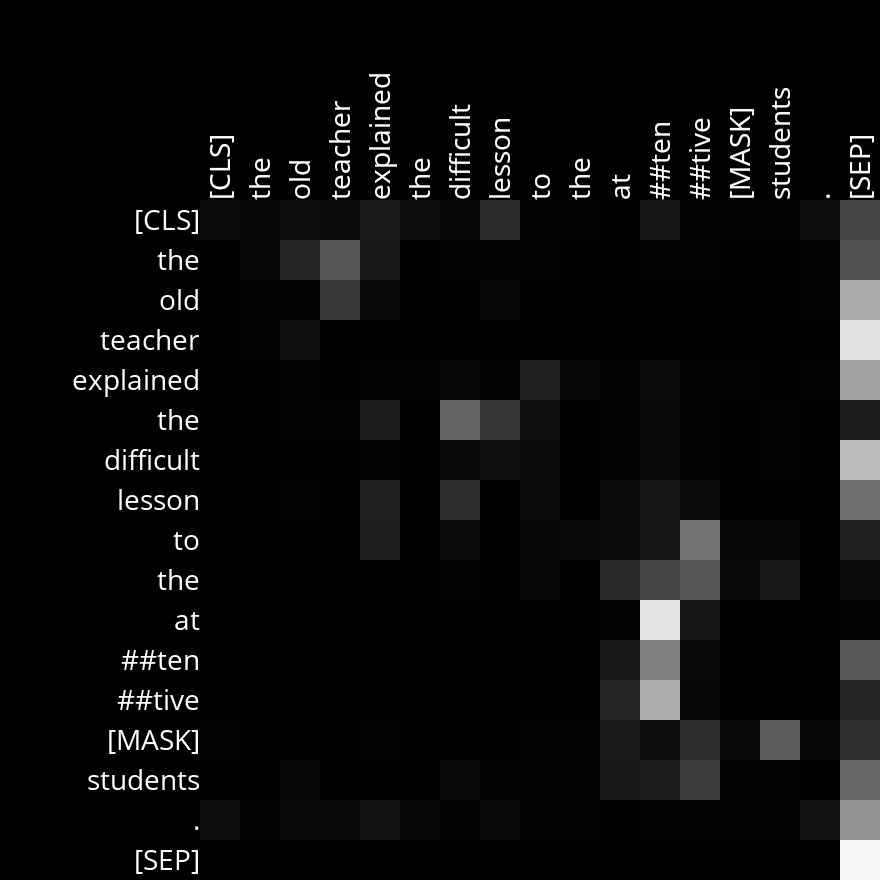 [CLS] the old teacher explained the difficult lesson to the at ##ten ##tive [MASK] students . [SEP]
[CLS]
the
old
teacher
explained
the
difficult
lesson
to
the
at
##ten
##tive
[MASK]
students
.
[SEP]